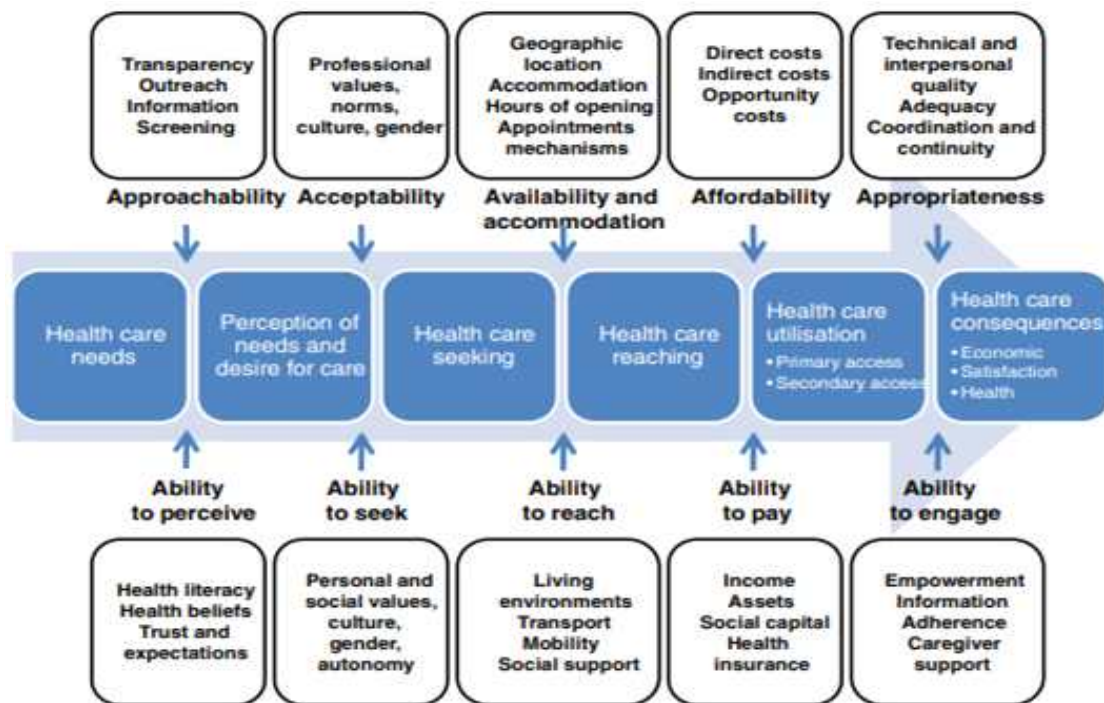 Transparency
Outreach
Information
Screening
Professional
values,
norms,
culture, gender
Geographic
location
Accommodation
Hours of opening
Appointments
mechanisms
Direct costs
Indirect costs
Opportunity
costs
Technical and
interpersonal
quality
Adequacy
Coordination and
continuity
Approachability
Acceptability
Availability and
accommodation
Affordability
Appropriateness
Health care
needs
Perception of
needs and
desire for care
Health care
seeking
Health care
reaching
Health care
utilisation
•Primary access
•Secondary access
Health care
consequences
•Economic
•Satisfaction
•Health
Ability
to perceive
Ability
to seek
Ability
to reach
Ability
to pay
Ability
to engage
Health literacy
Health beliefs
Trust and
expectations
Personal and
social values,
culture,
gender,
autonomy
Living
environments
Transport
Mobility
Social support
Income
Assets
Social capital
Health
insurance
Empowerment
Information
Adherence
Caregiver
support